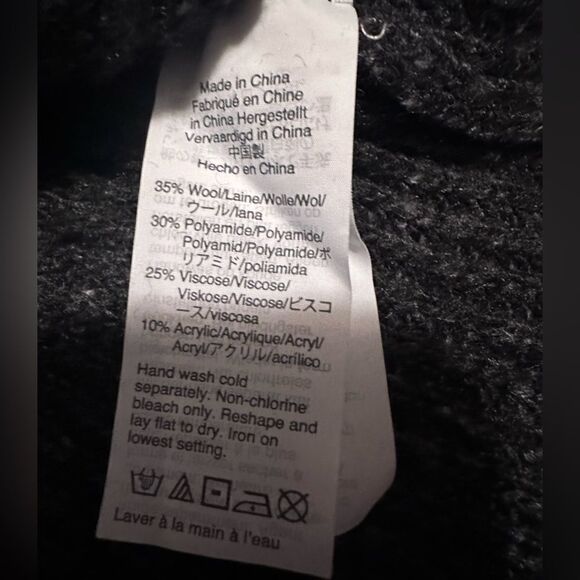 Made in China
Fabriqué en Chine
in China Hergestellt
Vervaardigd in China
中国製
Hecho en China
35% Wool/Laine/Wolle/Wol/
ウール/lana
30% Polyamide/Polyamide/
Polyamid/Polyamide/ポ
リアミド/poliamida
25% Viscose/Viscose/
Viskose/Viscose/ビスコ
ース/viscosa
10% Acrylic/Acrylique/Acryl/
Acryl/アクリル/acrílico
Hand wash cold
separately. Non-chlorine
bleach only. Reshape and
lay flat to dry. Iron on
lowest setting.
Laver à la main à l'eau